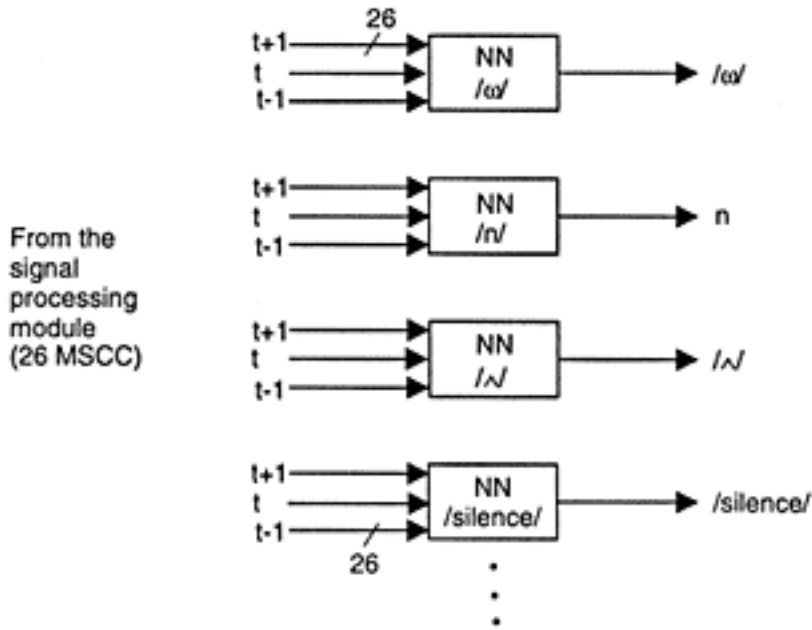 26
t+1
t
t-1
NN
/ω/
/ω/
t+1
t
t-1
NN
/n/
n
From the
signal
processing
module
(26 MSCC)
t+1
t
t-1
NN
/ʌ/
/ʌ/
t+1
t
t-1
26
NN
/silence/
/silence/